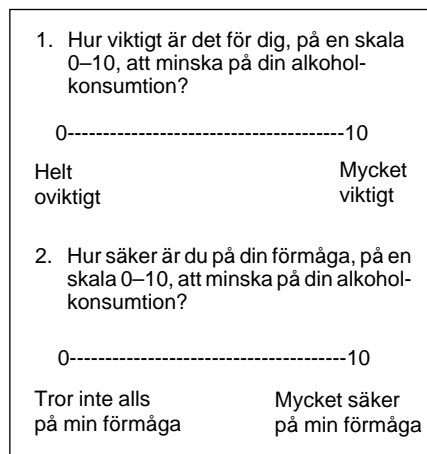 1. Hur viktigt är det för dig, på en skala
0–10, att minska på din alkohol-
konsumtion?
0---------------------------------------10
Helt Mycket
oviktigt viktigt
2. Hur säker är du på din förmåga, på en
skala 0–10, att minska på din alkohol-
konsumtion?
0---------------------------------------10
Tror inte alls Mycket säker
på min förmåga på min förmåga